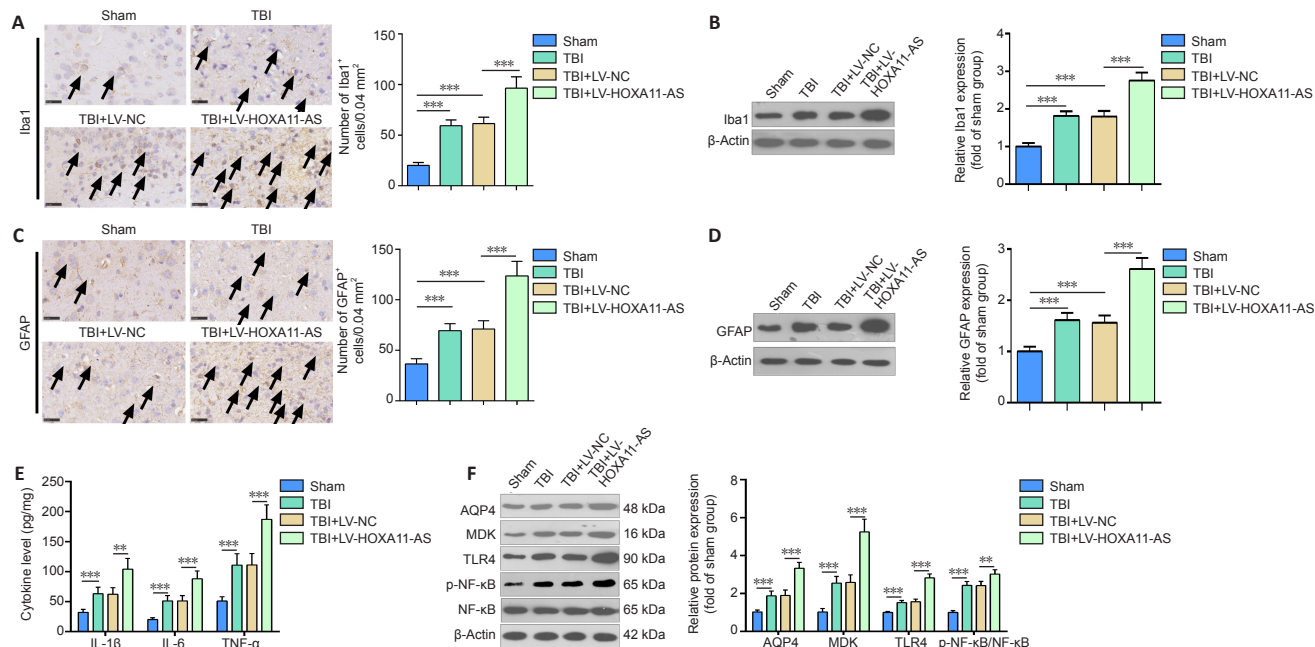 A
Sham
TBI
Iba1
TBI+LV-NC
TBI+LV-HOXA11-AS
Number of Iba1⁺
cells/0.04 mm²
150
100
50
0
***
***
***
Sham
TBI
TBI+LV-NC
TBI+LV-HOXA11-AS
B
Sham
TBI
TBI+LV-NC
TBI+LV-
HOXA11-AS
Iba1
β-Actin
Relative Iba1 expression
(fold of sham group)
4
3
2
1
0
***
***
***
Sham
TBI
TBI+LV-NC
TBI+LV-HOXA11-AS
C
Sham
TBI
GFAP
TBI+LV-NC
TBI+LV-HOXA11-AS
Number of GFAP⁺
cells/0.04 mm²
150
100
50
0
***
***
***
Sham
TBI
TBI+LV-NC
TBI+LV-HOXA11-AS
D
Sham
TBI
TBI+LV-NC
TBI+LV-
HOXA11-AS
GFAP
β-Actin
Relative GFAP expression
(fold of sham group)
3
2
1
0
***
***
***
Sham
TBI
TBI+LV-NC
TBI+LV-HOXA11-AS
E
Cytokine level (pg/mg)
250
200
150
100
50
0
***
**
***
***
***
***
IL-1β
IL-6
TNF-α
Sham
TBI
TBI+LV-NC
TBI+LV-HOXA11-AS
F
Sham
TBI
TBI+LV-NC
TBI+LV-
HOXA11-AS
AQP4 48 kDa
MDK 16 kDa
TLR4 90 kDa
p-NF-κB 65 kDa
NF-κB 65 kDa
β-Actin 42 kDa
Relative protein expression
(fold of sham group)
8
6
4
2
0
***
***
***
***
***
***
***
**
AQP4
MDK
TLR4
p-NF-κB/NF-κB
Sham
TBI
TBI+LV-NC
TBI+LV-HOXA11-AS